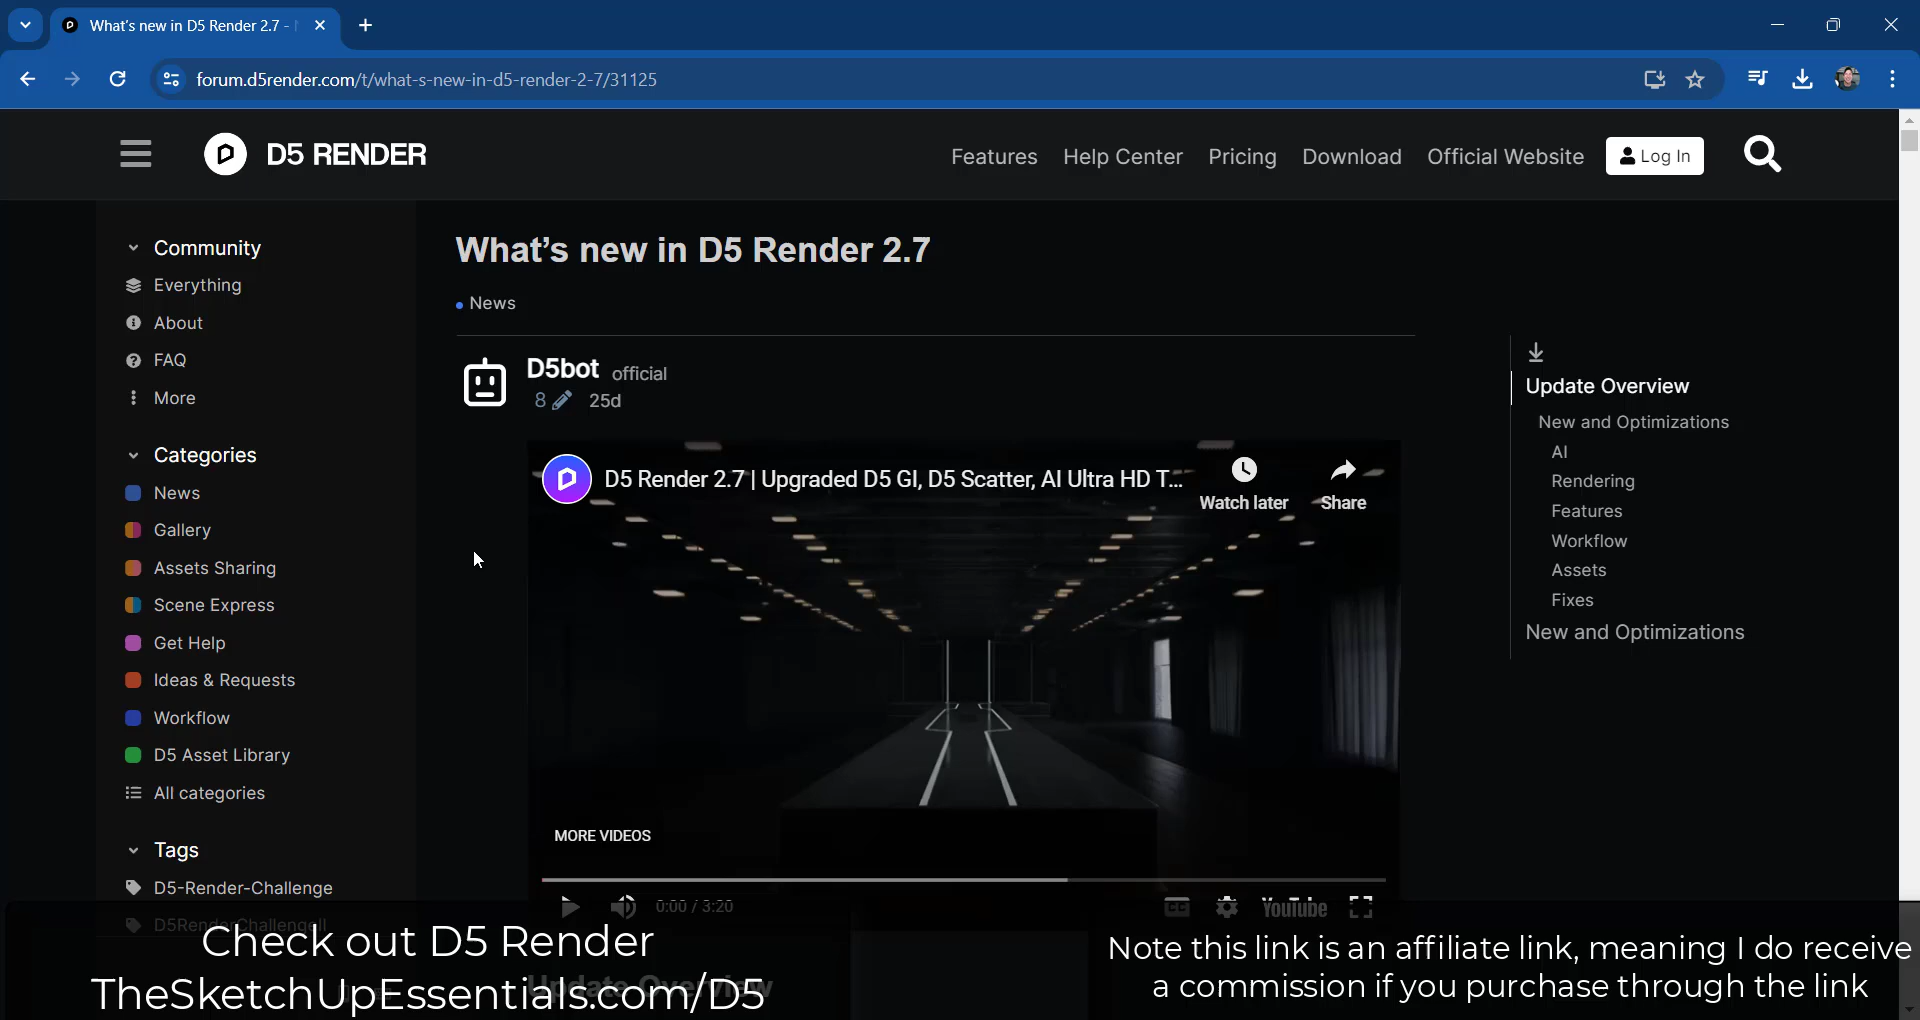 What's new in D5 Render 2.7 -
forum.d5render.com/t/what-s-new-in-d5-render-2-7/31125
D5 RENDER
Features
Help Center
Pricing
Download
Official Website
Log In
Community
Everything
About
FAQ
More
Categories
News
Gallery
Assets Sharing
Scene Express
Get Help
Ideas & Requests
Workflow
D5 Asset Library
All categories
Tags
D5-Render-Challenge
D5RenderChallengeII
What's new in D5 Render 2.7
News
D5bot official
8 25d
D5 Render 2.7 | Upgraded D5 GI, D5 Scatter, AI Ultra HD T...
Watch later
Share
MORE VIDEOS
0:00 / 3:20
CC
YouTube
Update Overview
Update Overview
New and Optimizations
AI
Rendering
Features
Workflow
Assets
Fixes
New and Optimizations
Check out D5 Render
TheSketchUpEssentials.com/D5
Note this link is an affiliate link, meaning I do receive
a commission if you purchase through the link